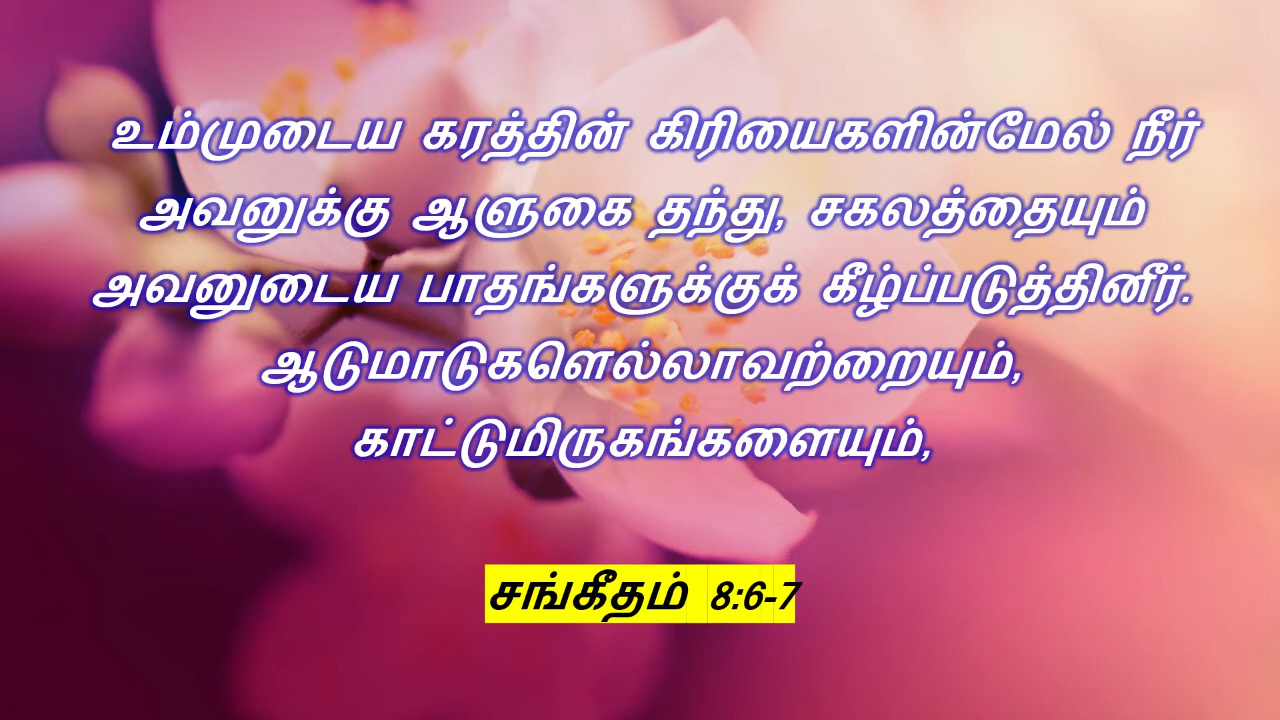 உம்முடைய கரத்தின் கிரியைகளின்மேல் நீர்
அவனுக்கு ஆளுகை தந்து, சகலத்தையும்
அவனுடைய பாதங்களுக்குக் கீழ்ப்படுத்தினீர்.
ஆடுமாடுகளெல்லாவற்றையும்,
காட்டுமிருகங்களையும்,
சங்கீதம் 8:6-7